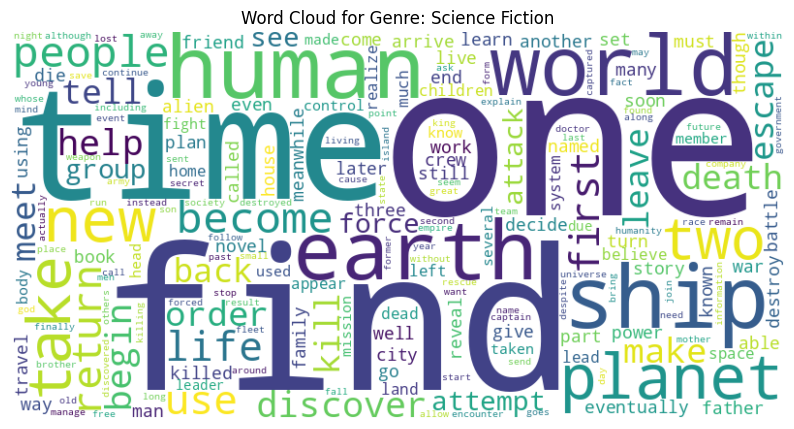 Word Cloud for Genre: Science Fiction
night although lost away friend see made come arrive learn another set must within
people human world may
young save continue die tell alien even realize much live end many though
whose mind including control children soon escape
time one
using help fight plan called house meanwhile know work crew still named attack leave member death
event group home later system
new become force three first two
meet take return begin back novel used appear left earth several decide due turn believe
find ship planet
book head order life kill discover use attempt
story war known destroy battle
body travel way man killed leader family mission reveal dead well city go land give taken
part power make able lead space eventually father
weapon sent secret army run instead son society destroyed living cause point king island doctor last state seem great
form ask explain captured fact found along future government company
actually place god finally brother manage old free call men others discovered killing long
follow small past forced stop result fleet around fall allow encounter
second empire team year former without rescue want name captain start send goes
humanity race remain universe despite bring join need information mother day